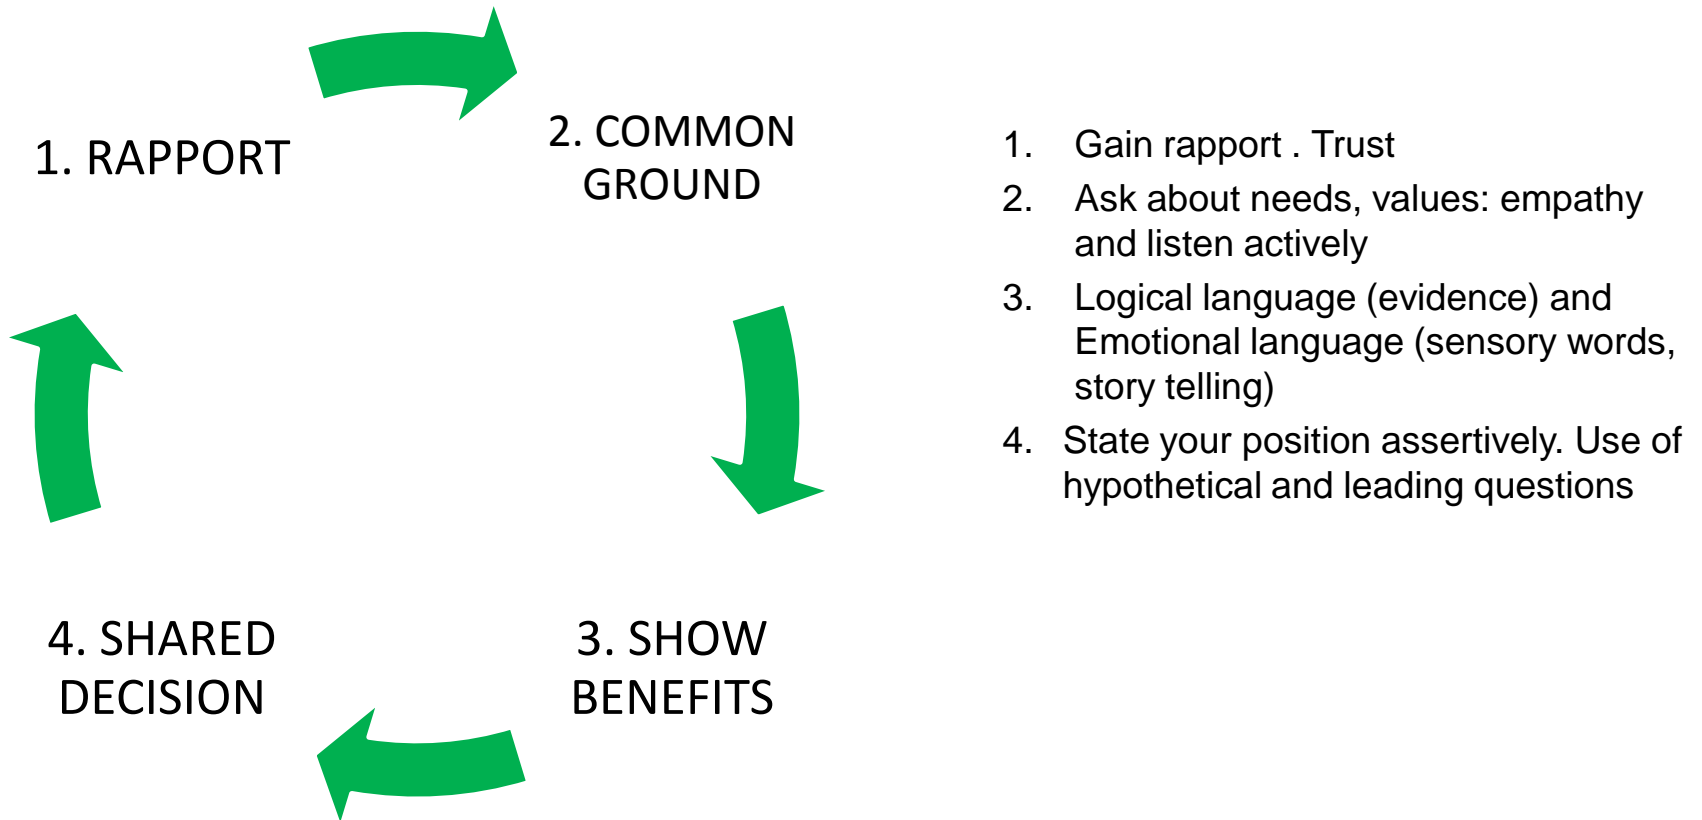 1. RAPPORT
2. COMMON
GROUND
3. SHOW
BENEFITS
4. SHARED
DECISION
1. Gain rapport . Trust
2. Ask about needs, values: empathy
and listen actively
3. Logical language (evidence) and
Emotional language (sensory words,
story telling)
4. State your position assertively. Use of
hypothetical and leading questions